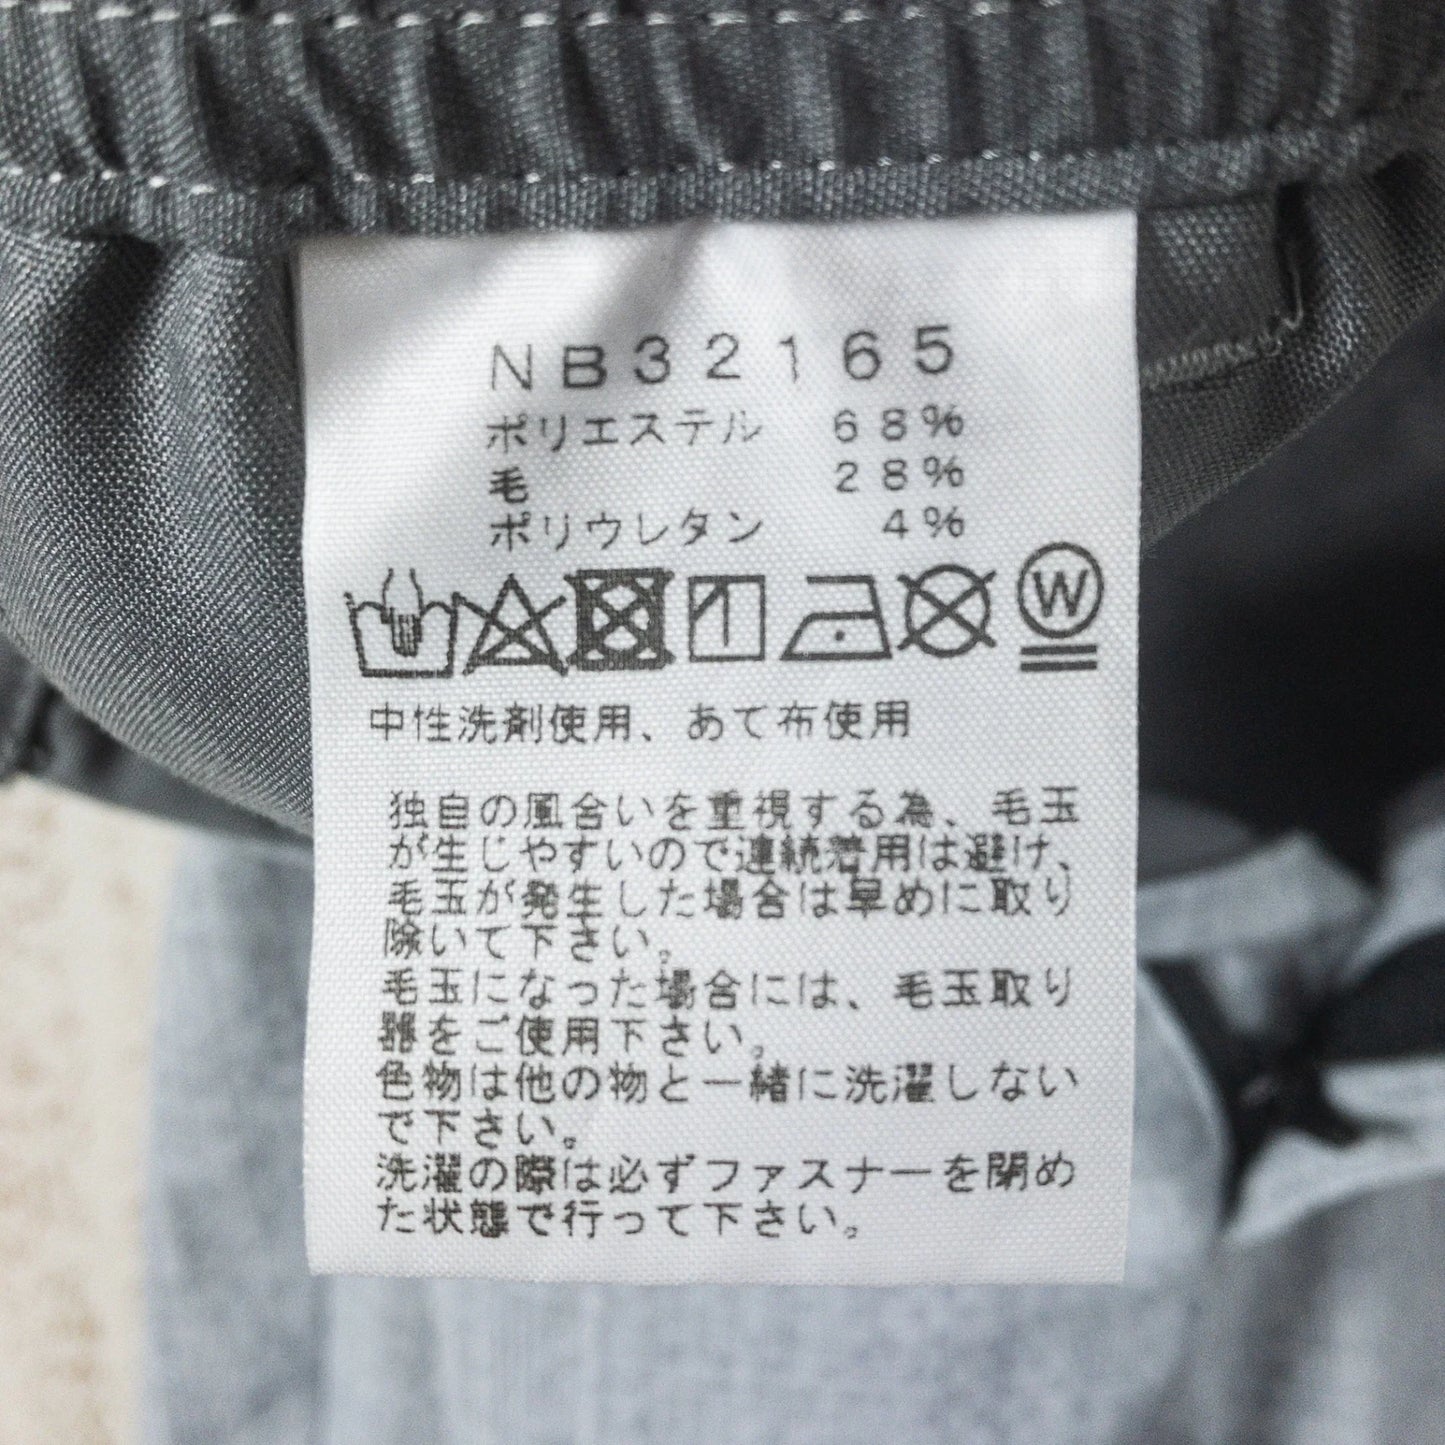 NB32165
ポリエステル 68%
毛 28%
ポリウレタン 4%
W
中性洗剤使用、あて布使用
独自の風合いを重視する為、毛玉
が生じやすいので連続着用は避け、
毛玉が発生した場合は早めに取り
除いて下さい。
毛玉になった場合には、毛玉取り
器をご使用下さい。
色物は他の物と一緒に洗濯しない
で下さい。
洗濯の際は必ずファスナーを閉め
た状態で行って下さい。